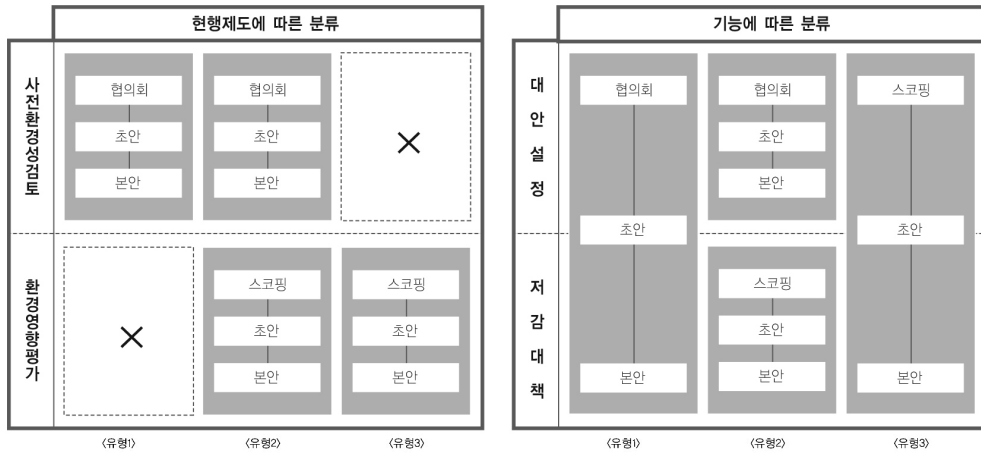 현행제도에 따른 분류
사전환경성검토
협의회
초안
본안
협의회
초안
본안
환경영향평가
스코핑
초안
본안
스코핑
초안
본안
〈유형1〉
〈유형2〉
〈유형3〉
기능에 따른 분류
대안설정
저감대책
협의회
초안
본안
협의회
초안
본안
스코핑
초안
본안
스코핑
초안
본안
〈유형1〉
〈유형2〉
〈유형3〉